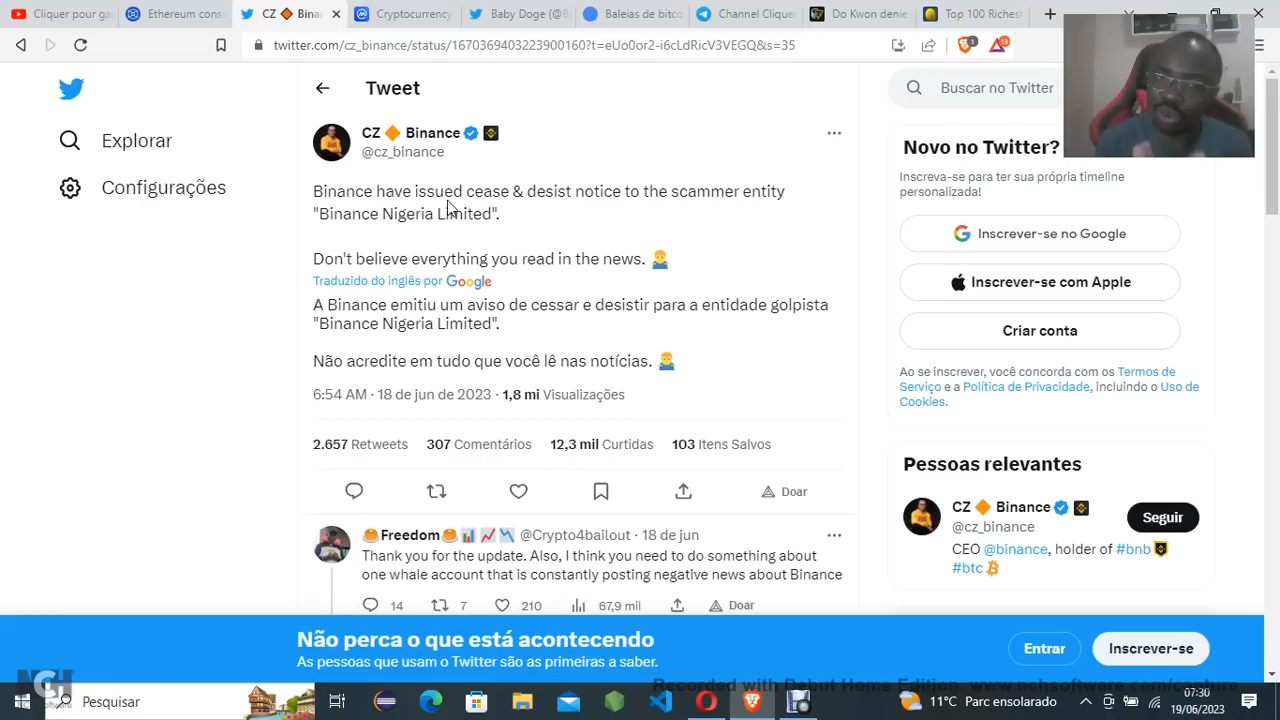 Cliquer pour ga
Ethereum cons
CZ 🔶 Bina
Cryptocurrency
Baby Doge (@B
Baleias de bitco
Channel Clique
Do Kwon denie
Top 100 Richest
twitter.com/cz_binance/status/1670369403223900160?t=eUo0or2-i6cLdRicV3VEGQ&s=35
1
13
Explorar
Configurações
Tweet
CZ 🔶 Binance
@cz_binance
Binance have issued cease & desist notice to the scammer entity
"Binance Nigeria Limited".
Don't believe everything you read in the news. 🤷‍♂️
Traduzido do inglês por Google
A Binance emitiu um aviso de cessar e desistir para a entidade golpista
"Binance Nigeria Limited".
Não acredite em tudo que você lê nas notícias. 🤷‍♂️
6:54 AM · 18 de jun de 2023 · 1,8 mi Visualizações
2.657 Retweets 307 Comentários 12,3 mil Curtidas 103 Itens Salvos
Doar
🥞Freedom🥞📊📈📉 @Crypto4bailout · 18 de jun
Thank you for the update. Also, I think you need to do something about
one whale account that is constantly posting negative news about Binance
14 7 210 67,9 mil Doar
Buscar no Twitter
Novo no Twitter?
Inscreva-se para ter sua própria timeline
personalizada!
Inscrever-se no Google
Inscrever-se com Apple
Criar conta
Ao se inscrever, você concorda com os Termos de
Serviço e a Política de Privacidade, incluindo o Uso de
Cookies.
Pessoas relevantes
CZ 🔶 Binance
@cz_binance
Seguir
CEO @binance, holder of #bnb
#btc
Não perca o que está acontecendo
As pessoas que usam o Twitter são as primeiras a saber.
Entrar
Inscrever-se
NCH
Recorded with Debut Home Edition www.nchsoftware.com/capture
Pesquisar
11°C Parc ensolarado
07:30
19/06/2023